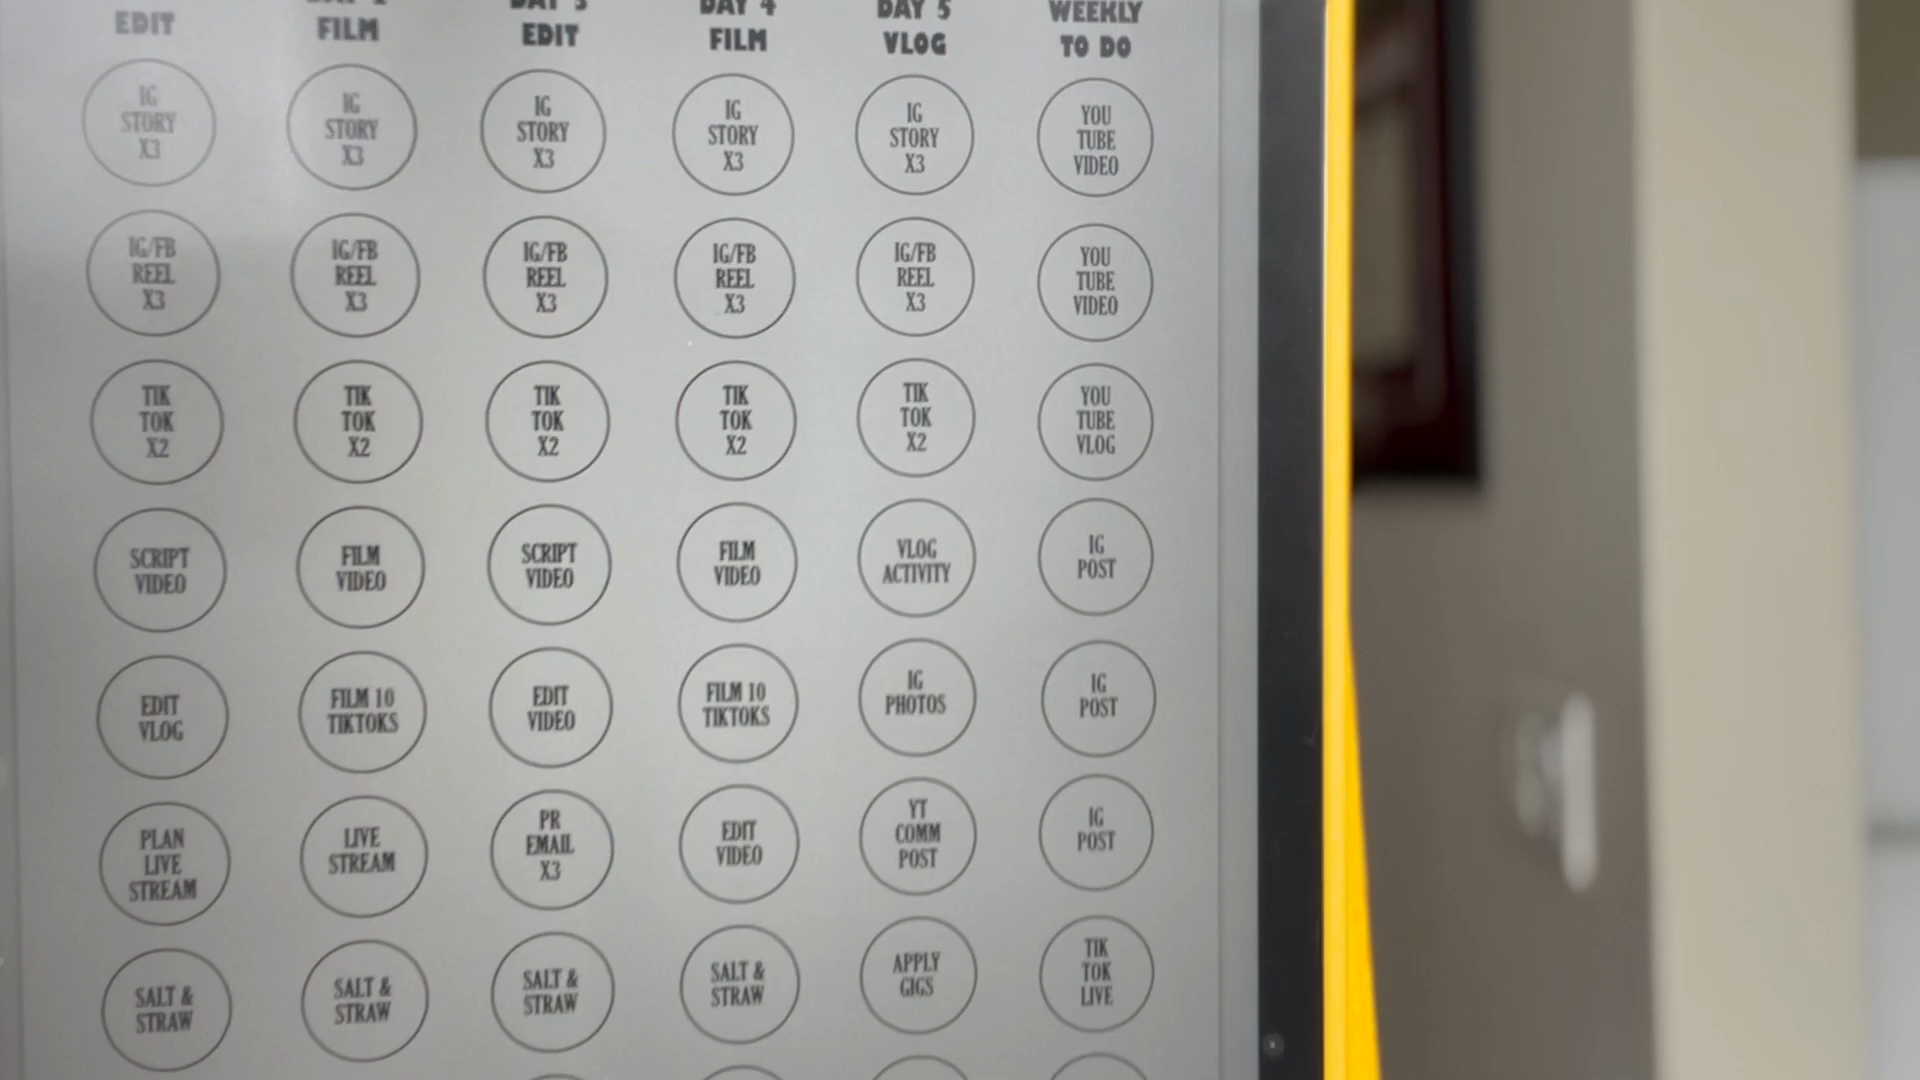 EDIT
FILM
DAY 3
EDIT
DAY 4
FILM
DAY 5
VLOG
WEEKLY
TO DO
IG
STORY
X3
IG
STORY
X3
IG
STORY
X3
IG
STORY
X3
IG
STORY
X3
YOU
TUBE
VIDEO
IG/FB
REEL
X3
IG/FB
REEL
X3
IG/FB
REEL
X3
IG/FB
REEL
X3
IG/FB
REEL
X3
YOU
TUBE
VIDEO
TIK
TOK
X2
TIK
TOK
X2
TIK
TOK
X2
TIK
TOK
X2
TIK
TOK
X2
YOU
TUBE
VLOG
SCRIPT
VIDEO
FILM
VIDEO
SCRIPT
VIDEO
FILM
VIDEO
VLOG
ACTIVITY
IG
POST
EDIT
VLOG
FILM 10
TIKTOKS
EDIT
VIDEO
FILM 10
TIKTOKS
IG
PHOTOS
IG
POST
PLAN
LIVE
STREAM
LIVE
STREAM
PR
EMAIL
X3
EDIT
VIDEO
YT
COMM
POST
IG
POST
SALT &
STRAW
SALT &
STRAW
SALT &
STRAW
SALT &
STRAW
APPLY
GIGS
TIK
TOK
LIVE